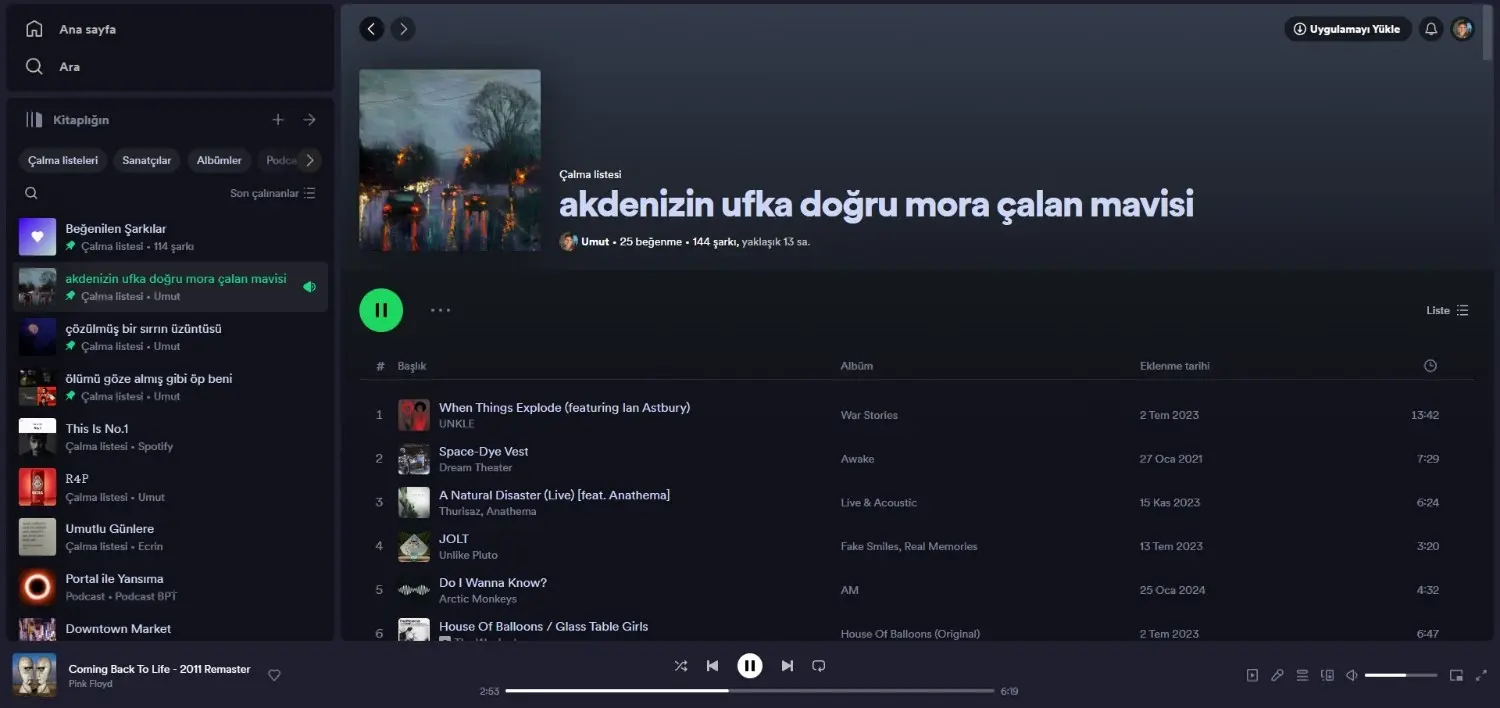 Ana sayfa
Ara
Kitaplığın
Çalma listeleri
Sanatçılar
Albümler
Son çalınanlar
Beğenilen Şarkılar
Çalma listesi • 114 şarkı
akdenizin ufka doğru mora çalan mavisi
Çalma listesi • Umut
çözülmüş bir sırrın üzüntüsü
Çalma listesi • Umut
ölümü göze almış gibi öp beni
Çalma listesi • Umut
This Is No.1
Çalma listesi • Spotify
R4P
Çalma listesi • Umut
Umutlu Günlere
Çalma listesi • Ecrin
Portal ile Yansıma
Podcast • Podcast BPT
Downtown Market
Uygulamayı Yükle
Çalma listesi
akdenizin ufka doğru mora çalan mavisi
Umut • 25 beğenme • 144 şarkı, yaklaşık 13 sa.
Liste
# Başlık Albüm Eklenme tarihi
1 When Things Explode (featuring Ian Astbury) War Stories 2 Tem 2023 13:42
UNKLE
2 Space-Dye Vest Awake 27 Oca 2021 7:29
Dream Theater
3 A Natural Disaster (Live) [feat. Anathema] Live & Acoustic 15 Kas 2023 6:24
Thurisaz, Anathema
4 JOLT Fake Smiles, Real Memories 13 Tem 2023 3:20
Unlike Pluto
5 Do I Wanna Know? AM 25 Oca 2024 4:32
Arctic Monkeys
6 House Of Balloons / Glass Table Girls House Of Balloons (Original) 2 Tem 2023 6:47
Coming Back To Life - 2011 Remaster
Pink Floyd
2:53 6:19